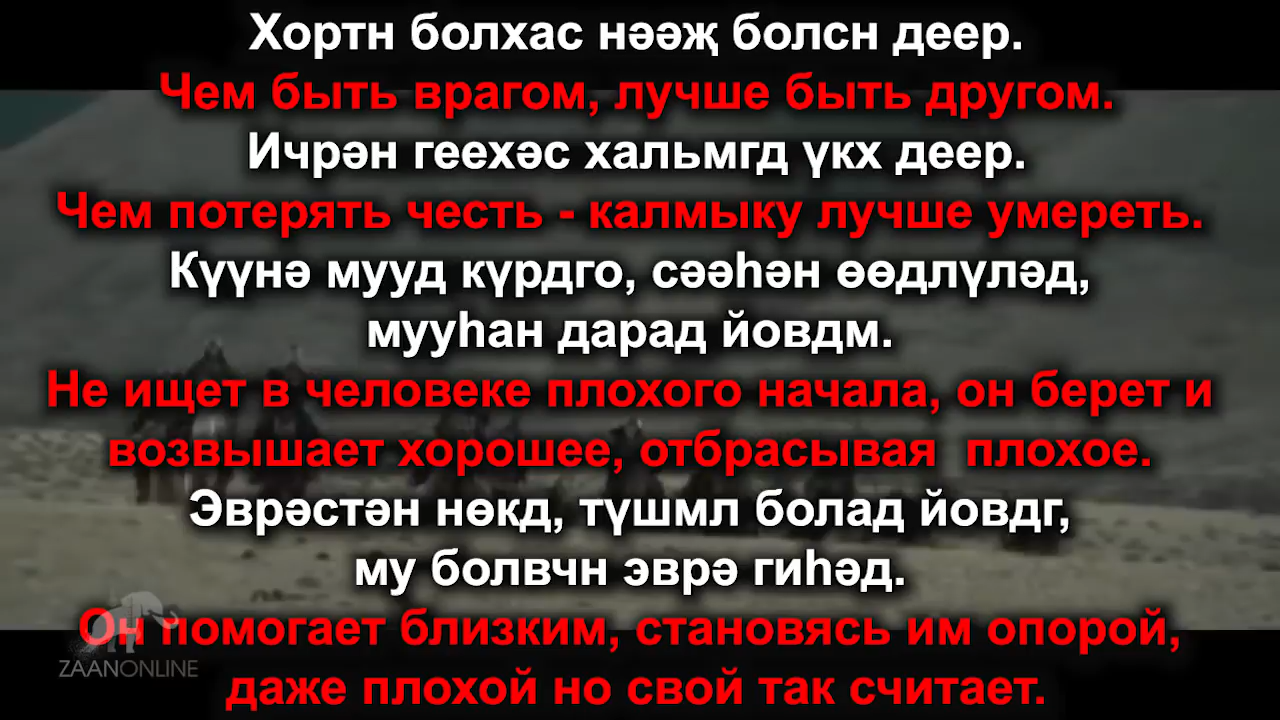 Хортн болхас нәәҗ болсн деер.
Чем быть врагом, лучше быть другом.
Ичрән геехәс хальмгд үкх деер.
Чем потерять честь - калмыку лучше умереть.
Күүнә мууд күрдго, сәәһән өөдлүләд,
мууһан дарад йовдм.
Не ищет в человеке плохого начала, он берет и
возвышает хорошее, отбрасывая  плохое.
Эврәстән нөкд, түшмл болад йовдг,
му болвчн эврә гиһәд.
Он помогает близким, становясь им опорой,
ZAANONLINE
даже плохой но свой так считает.